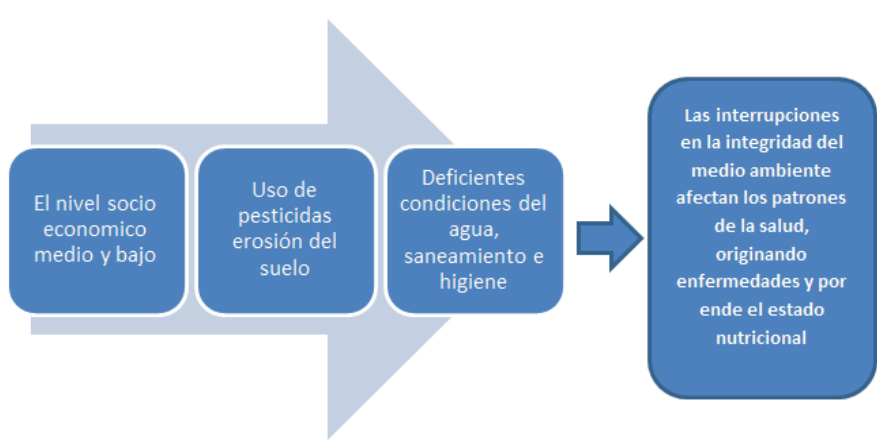 El nivel socio
economico
medio y bajo
Uso de
pesticidas
erosión del
suelo
Deficientes
condiciones del
agua,
saneamiento e
higiene
Las interrupciones
en la integridad del
medio ambiente
afectan los patrones
de la salud,
originando
enfermedades y por
ende el estado
nutricional